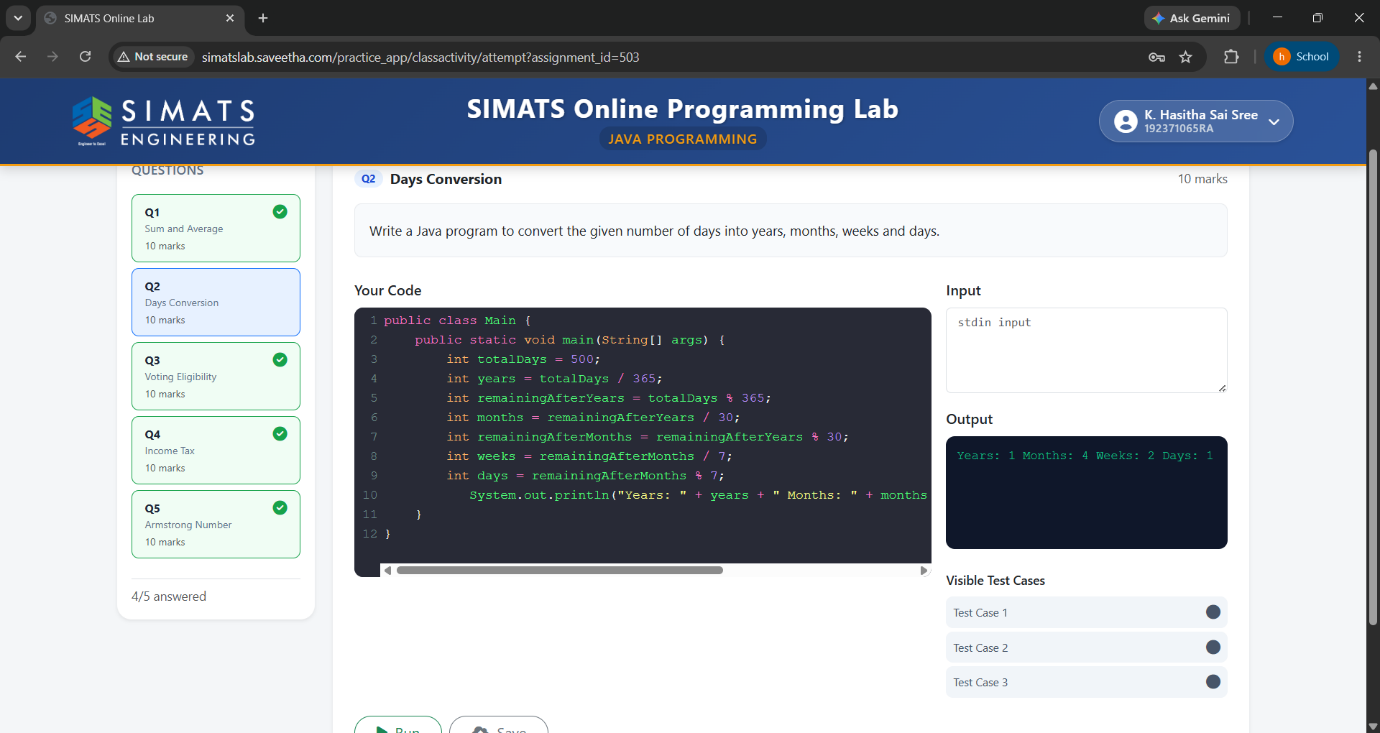 SIMATS Online Lab
Ask Gemini
Not secure
simatslab.saveetha.com/practice_app/classactivity/attempt?assignment_id=503
h School
SIMATS
ENGINEERING
SIMATS Online Programming Lab
JAVA PROGRAMMING
K. Hasitha Sai Sree
192371065RA
QUESTIONS
Q1
Sum and Average
10 marks
Q2
Days Conversion
10 marks
Q3
Voting Eligibility
10 marks
Q4
Income Tax
10 marks
Q5
Armstrong Number
10 marks
4/5 answered
Q2 Days Conversion
10 marks
Write a Java program to convert the given number of days into years, months, weeks and days.
Your Code
1 public class Main {
2 public static void main(String[] args) {
3 int totalDays = 500;
4 int years = totalDays / 365;
5 int remainingAfterYears = totalDays % 365;
6 int months = remainingAfterYears / 30;
7 int remainingAfterMonths = remainingAfterYears % 30;
8 int weeks = remainingAfterMonths / 7;
9 int days = remainingAfterMonths % 7;
10 System.out.println("Years: " + years + " Months: " + months
11 }
12 }
Input
stdin input
Output
Years: 1 Months: 4 Weeks: 2 Days: 1
Visible Test Cases
Test Case 1
Test Case 2
Test Case 3
Run
Save